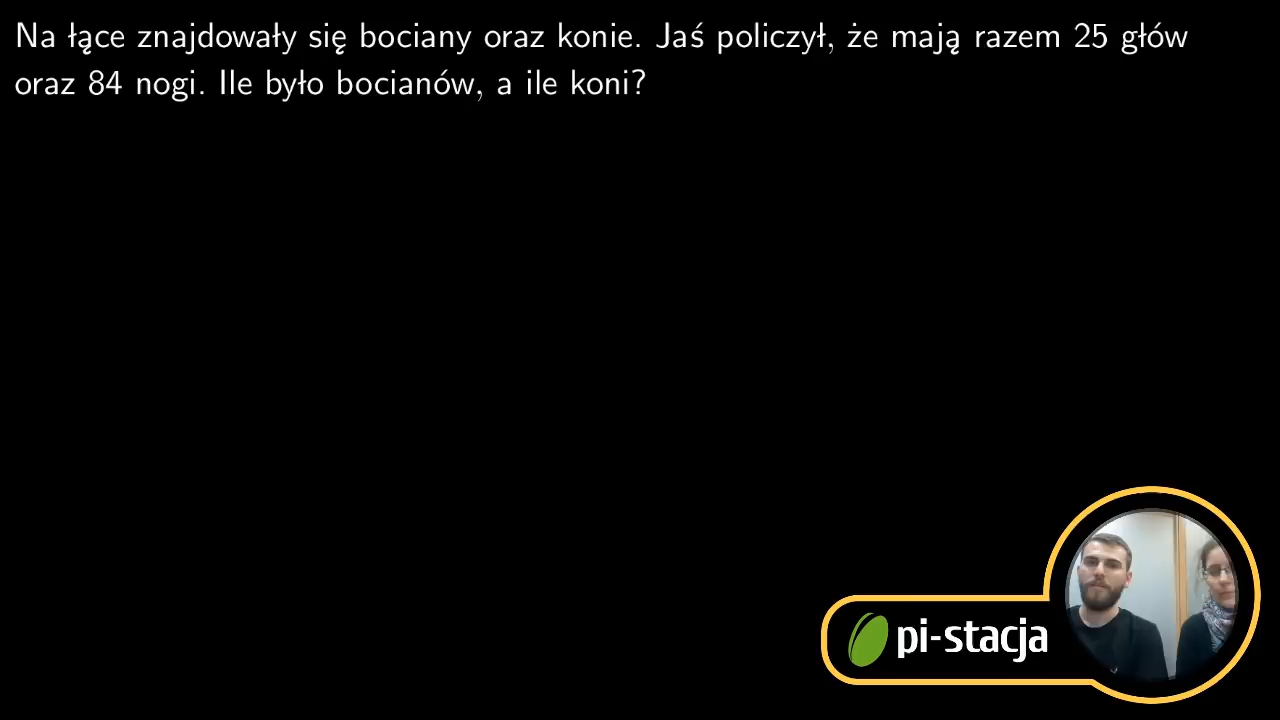 Na łące znajdowały się bociany oraz konie. Jaś policzył, że mają razem 25 głów
oraz 84 nogi. Ile było bocianów, a ile koni?
pi-stacja